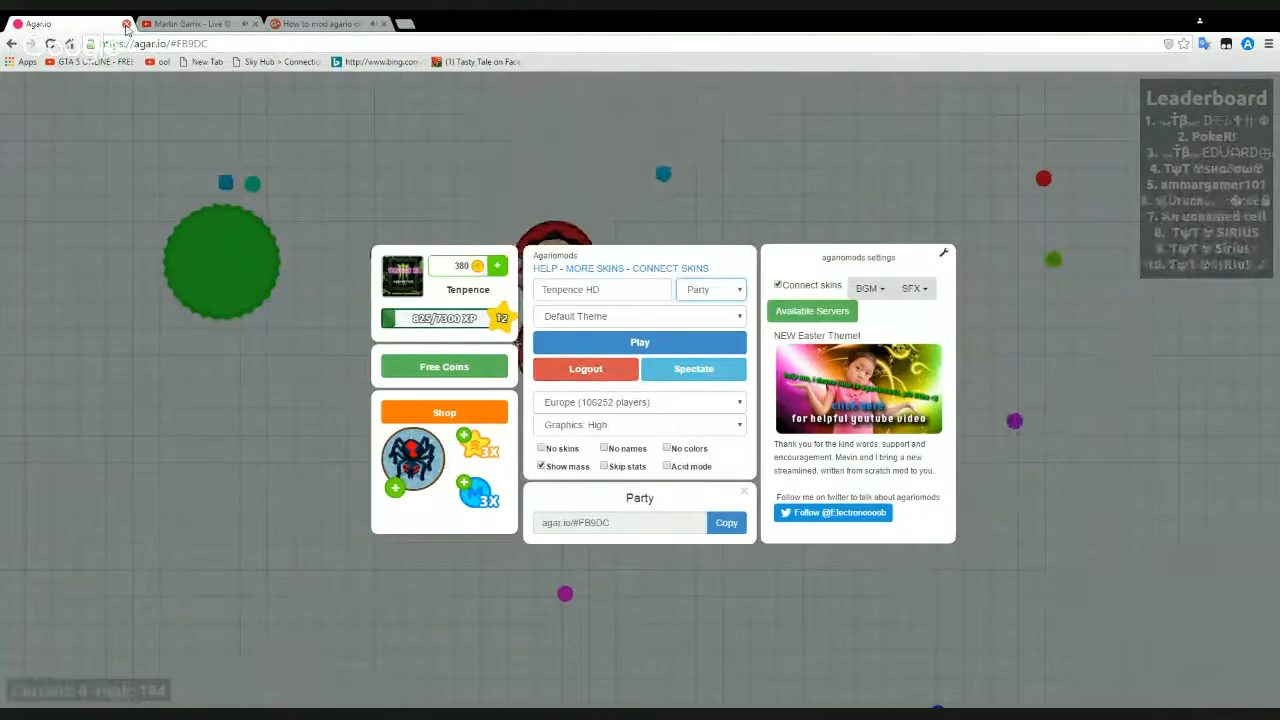 Agar.io
Martin Garrix - Live
How to mod agario on
https://agar.io/#FB9DC
Google
Apps
GTA 5 ONLINE - FREE
ool
New Tab
Sky Hub > Connectio
http://www.bing.com
(1) Tasty Tale on Face
Leaderboard
2. PokeR
5. ammargamer101
7. An unnamed cell
8. TψT SIRIUS
9. TψT Sirius
380
Tenpence
825/7300 XP
12
Free Coins
Shop
3X
3X
Agariomods
HELP - MORE SKINS - CONNECT SKINS
Tenpence HD
Party
Default Theme
Play
Logout
Spectate
Europe (106252 players)
Graphics: High
No skins
No names
No colors
Show mass
Skip stats
Acid mode
Party
agar.io/#FB9DC
Copy
agariomods settings
Connect skins
BGM
SFX
Available Servers
NEW Easter Theme!
click here
for helpful youtube video
Thank you for the kind words, support and
encouragement. Mevin and I bring a new
streamlined, written from scratch mod to you.
Follow me on twitter to talk about agariomods
Follow @Electronoooob